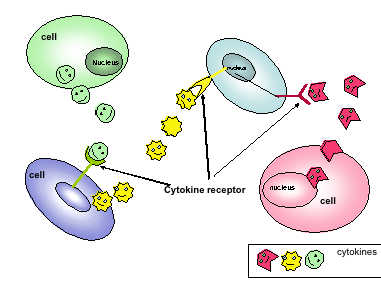 cell
Nucleus
nucleus
cell
Cytokine receptor
nucleus
cell
cytokines